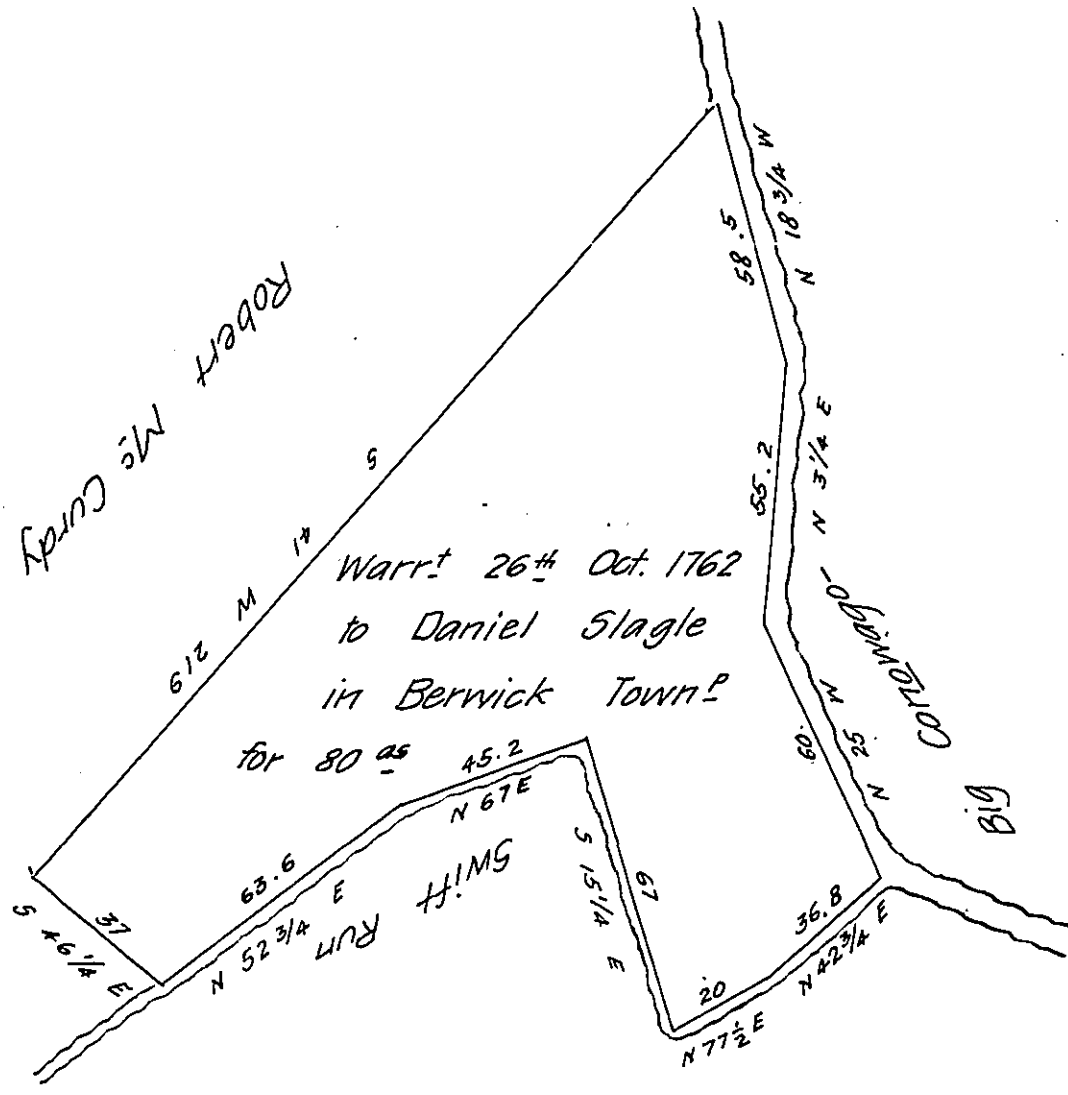 N 18 3/4 W
58.5
Robert Mc Curdy
N 3 1/4 E
55.2
S 41 W 219
Warrt 26th Oct. 1762
to Daniel Slagle
in Berwick Townp
for 80 as
Big Conowago
N 25 W
60.
45.2
N 67 E
63.6
N 52 3/4 E
Swift Run
S 15 1/4 E
67
37
S 46 1/4 E
36.8
N 42 3/4 E
20
N 77 1/2 E